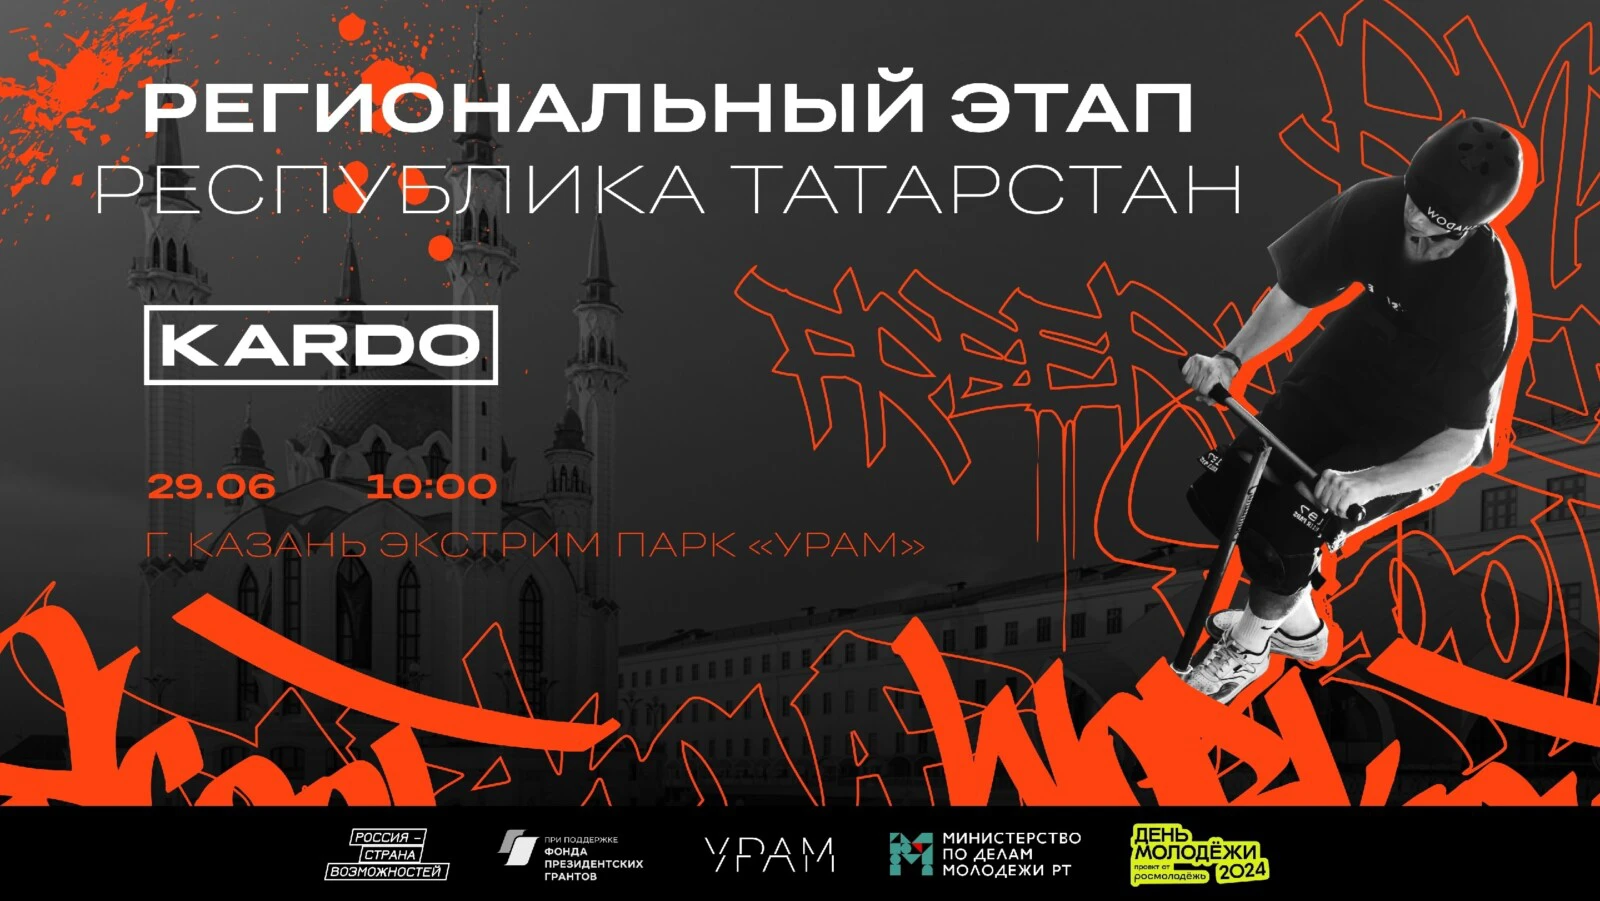 РЕГИОНАЛЬНЫЙ ЭТАП
РЕСПУБЛИКА ТАТАРСТАН
KARDO
29.06 10:00
Г. КАЗАНЬ ЭКСТРИМ ПАРК «УРАМ»
WODAH
РОССИЯ –
СТРАНА
ВОЗМОЖНОСТЕЙ
ПРИ ПОДДЕРЖКЕ
ФОНДА
ПРЕЗИДЕНТСКИХ
ГРАНТОВ
УРАМ
МИНИСТЕРСТВО
ПО ДЕЛАМ
МОЛОДЕЖИ РТ
ДЕНЬ
МОЛОДЁЖИ
проект от
росмолодёжь 2024